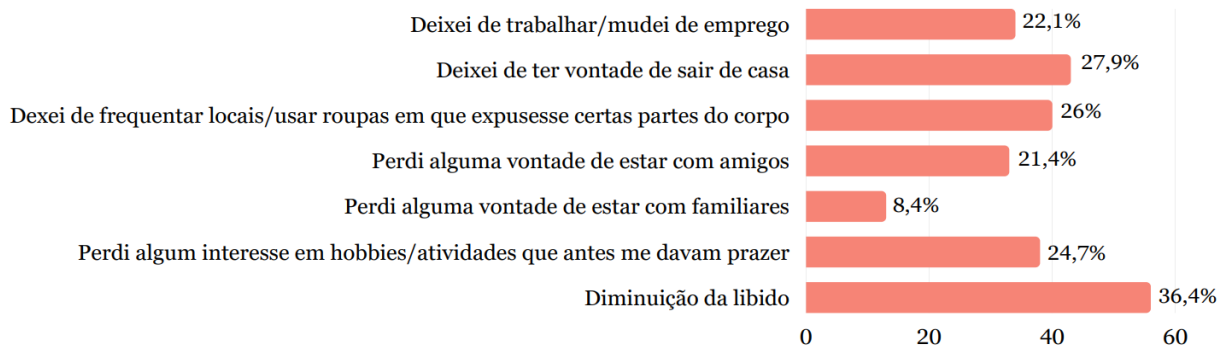 Deixei de trabalhar/mudei de emprego 22,1%
Deixei de ter vontade de sair de casa 27,9%
Dexei de frequentar locais/usar roupas em que expusesse certas partes do corpo 26%
Perdi alguma vontade de estar com amigos 21,4%
Perdi alguma vontade de estar com familiares 8,4%
Perdi algum interesse em hobbies/atividades que antes me davam prazer 24,7%
Diminuição da libido 36,4%
0 20 40 60